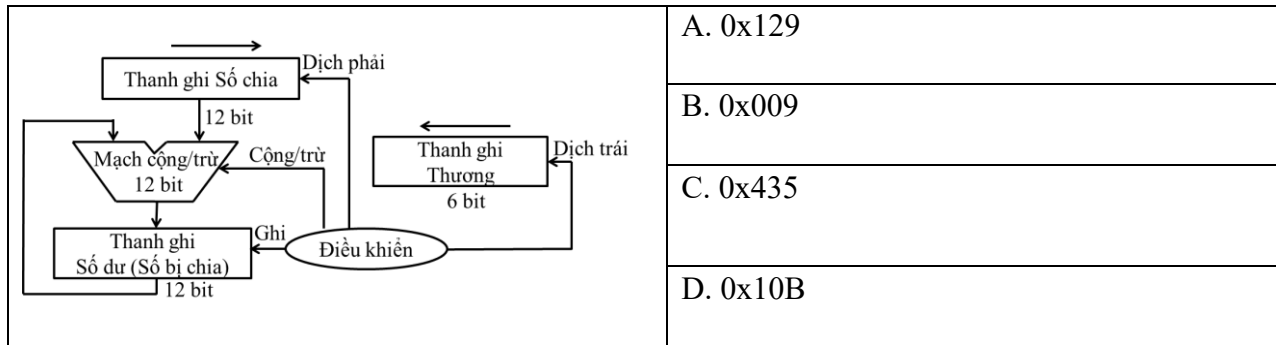 Dịch phải
Thanh ghi Số chia
12 bit
Mạch cộng/trừ
12 bit
Cộng/trừ
Thanh ghi
Thương
6 bit
Dịch trái
Thanh ghi
Số dư (Số bị chia)
12 bit
Ghi
Điều khiển
A. 0x129
B. 0x009
C. 0x435
D. 0x10B